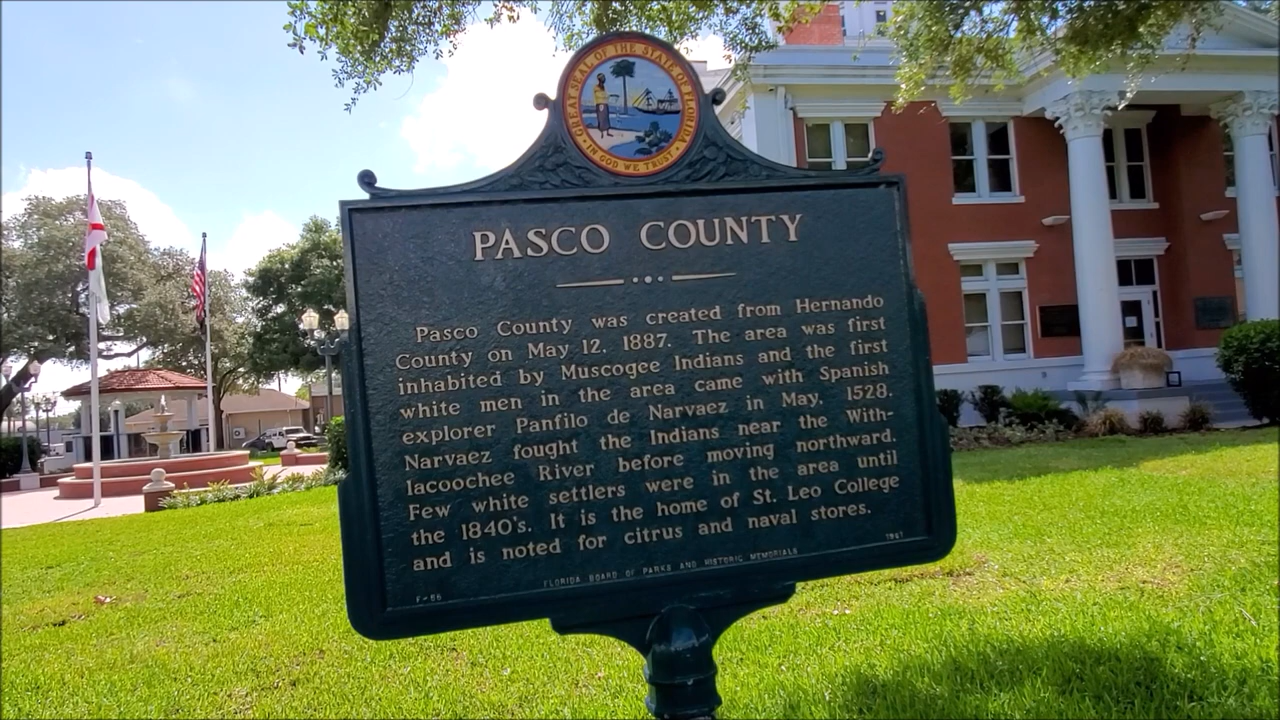 GREAT SEAL OF THE STATE OF FLORIDA
IN GOD WE TRUST
PASCO COUNTY
Pasco County was created from Hernando
County on May 12, 1887. The area was first
inhabited by Muscogee Indians and the first
white men in the area came with Spanish
explorer Panfilo de Narvaez in May, 1528.
Narvaez fought the Indians near the With-
lacoochee River before moving northward.
Few white settlers were in the area until
the 1840's. It is the home of St. Leo College
and is noted for citrus and naval stores.
F-66
FLORIDA BOARD OF PARKS AND HISTORIC MEMORIALS